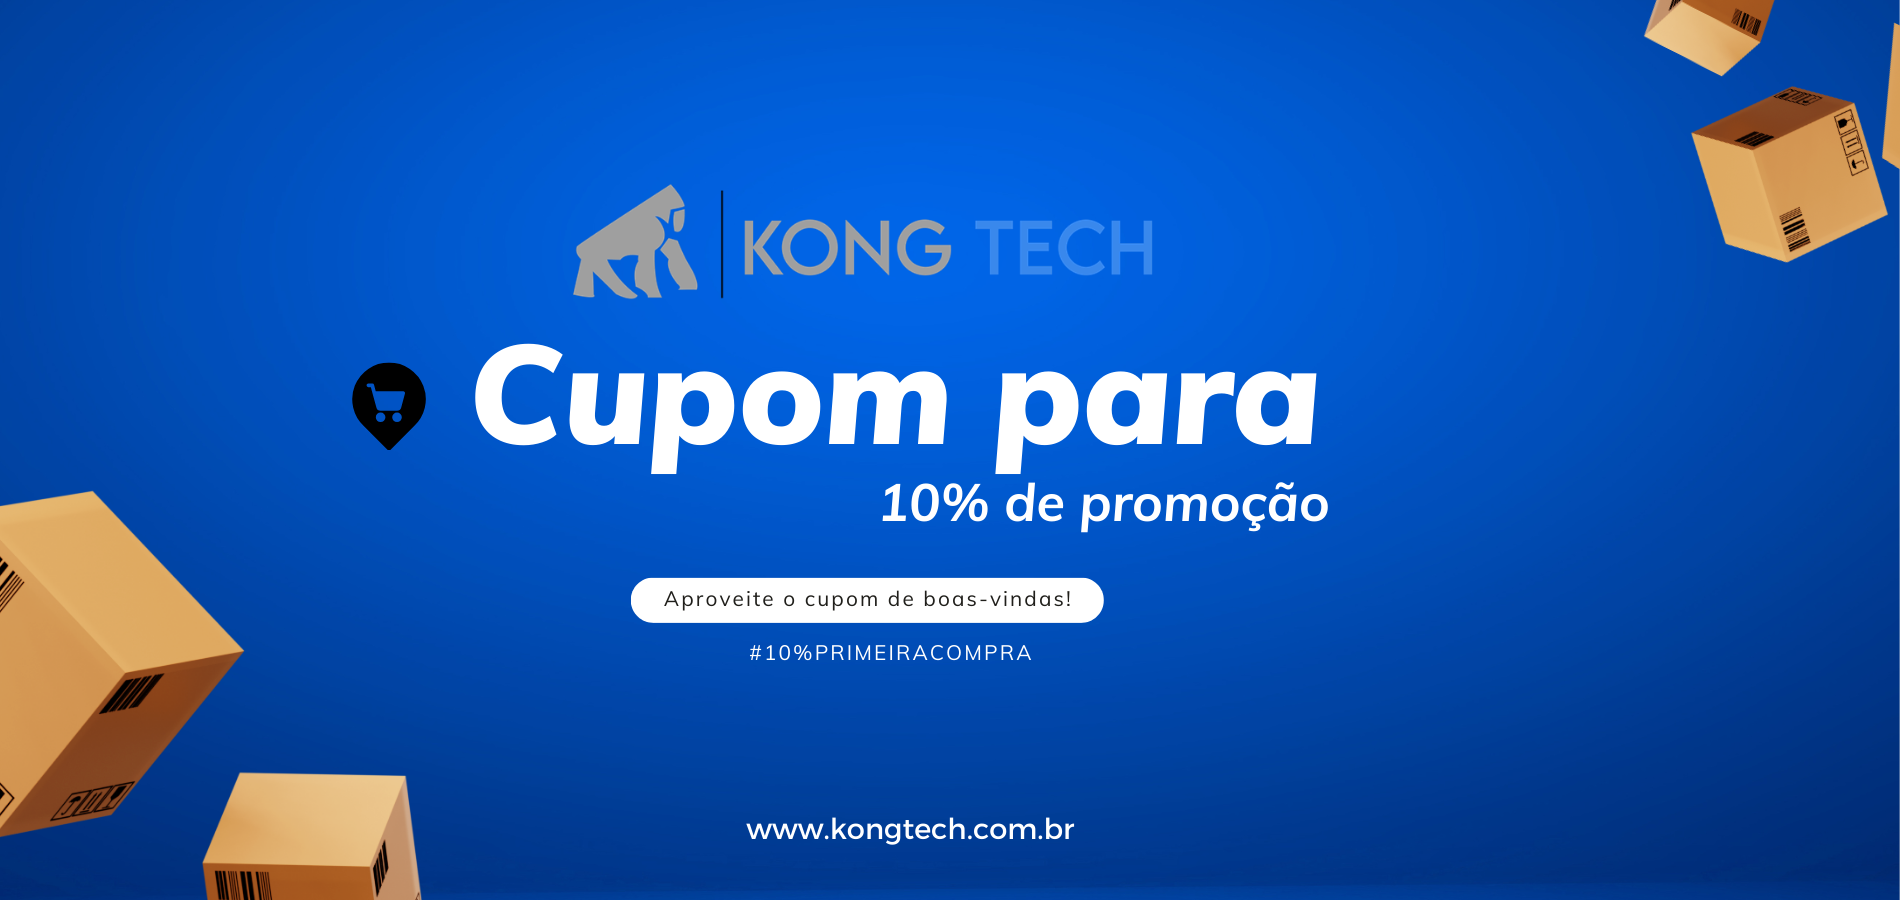 KONG TECH
Cupom para
10% de promoção
Aproveite o cupom de boas-vindas!
#10%PRIMEIRACOMPRA
www.kongtech.com.br